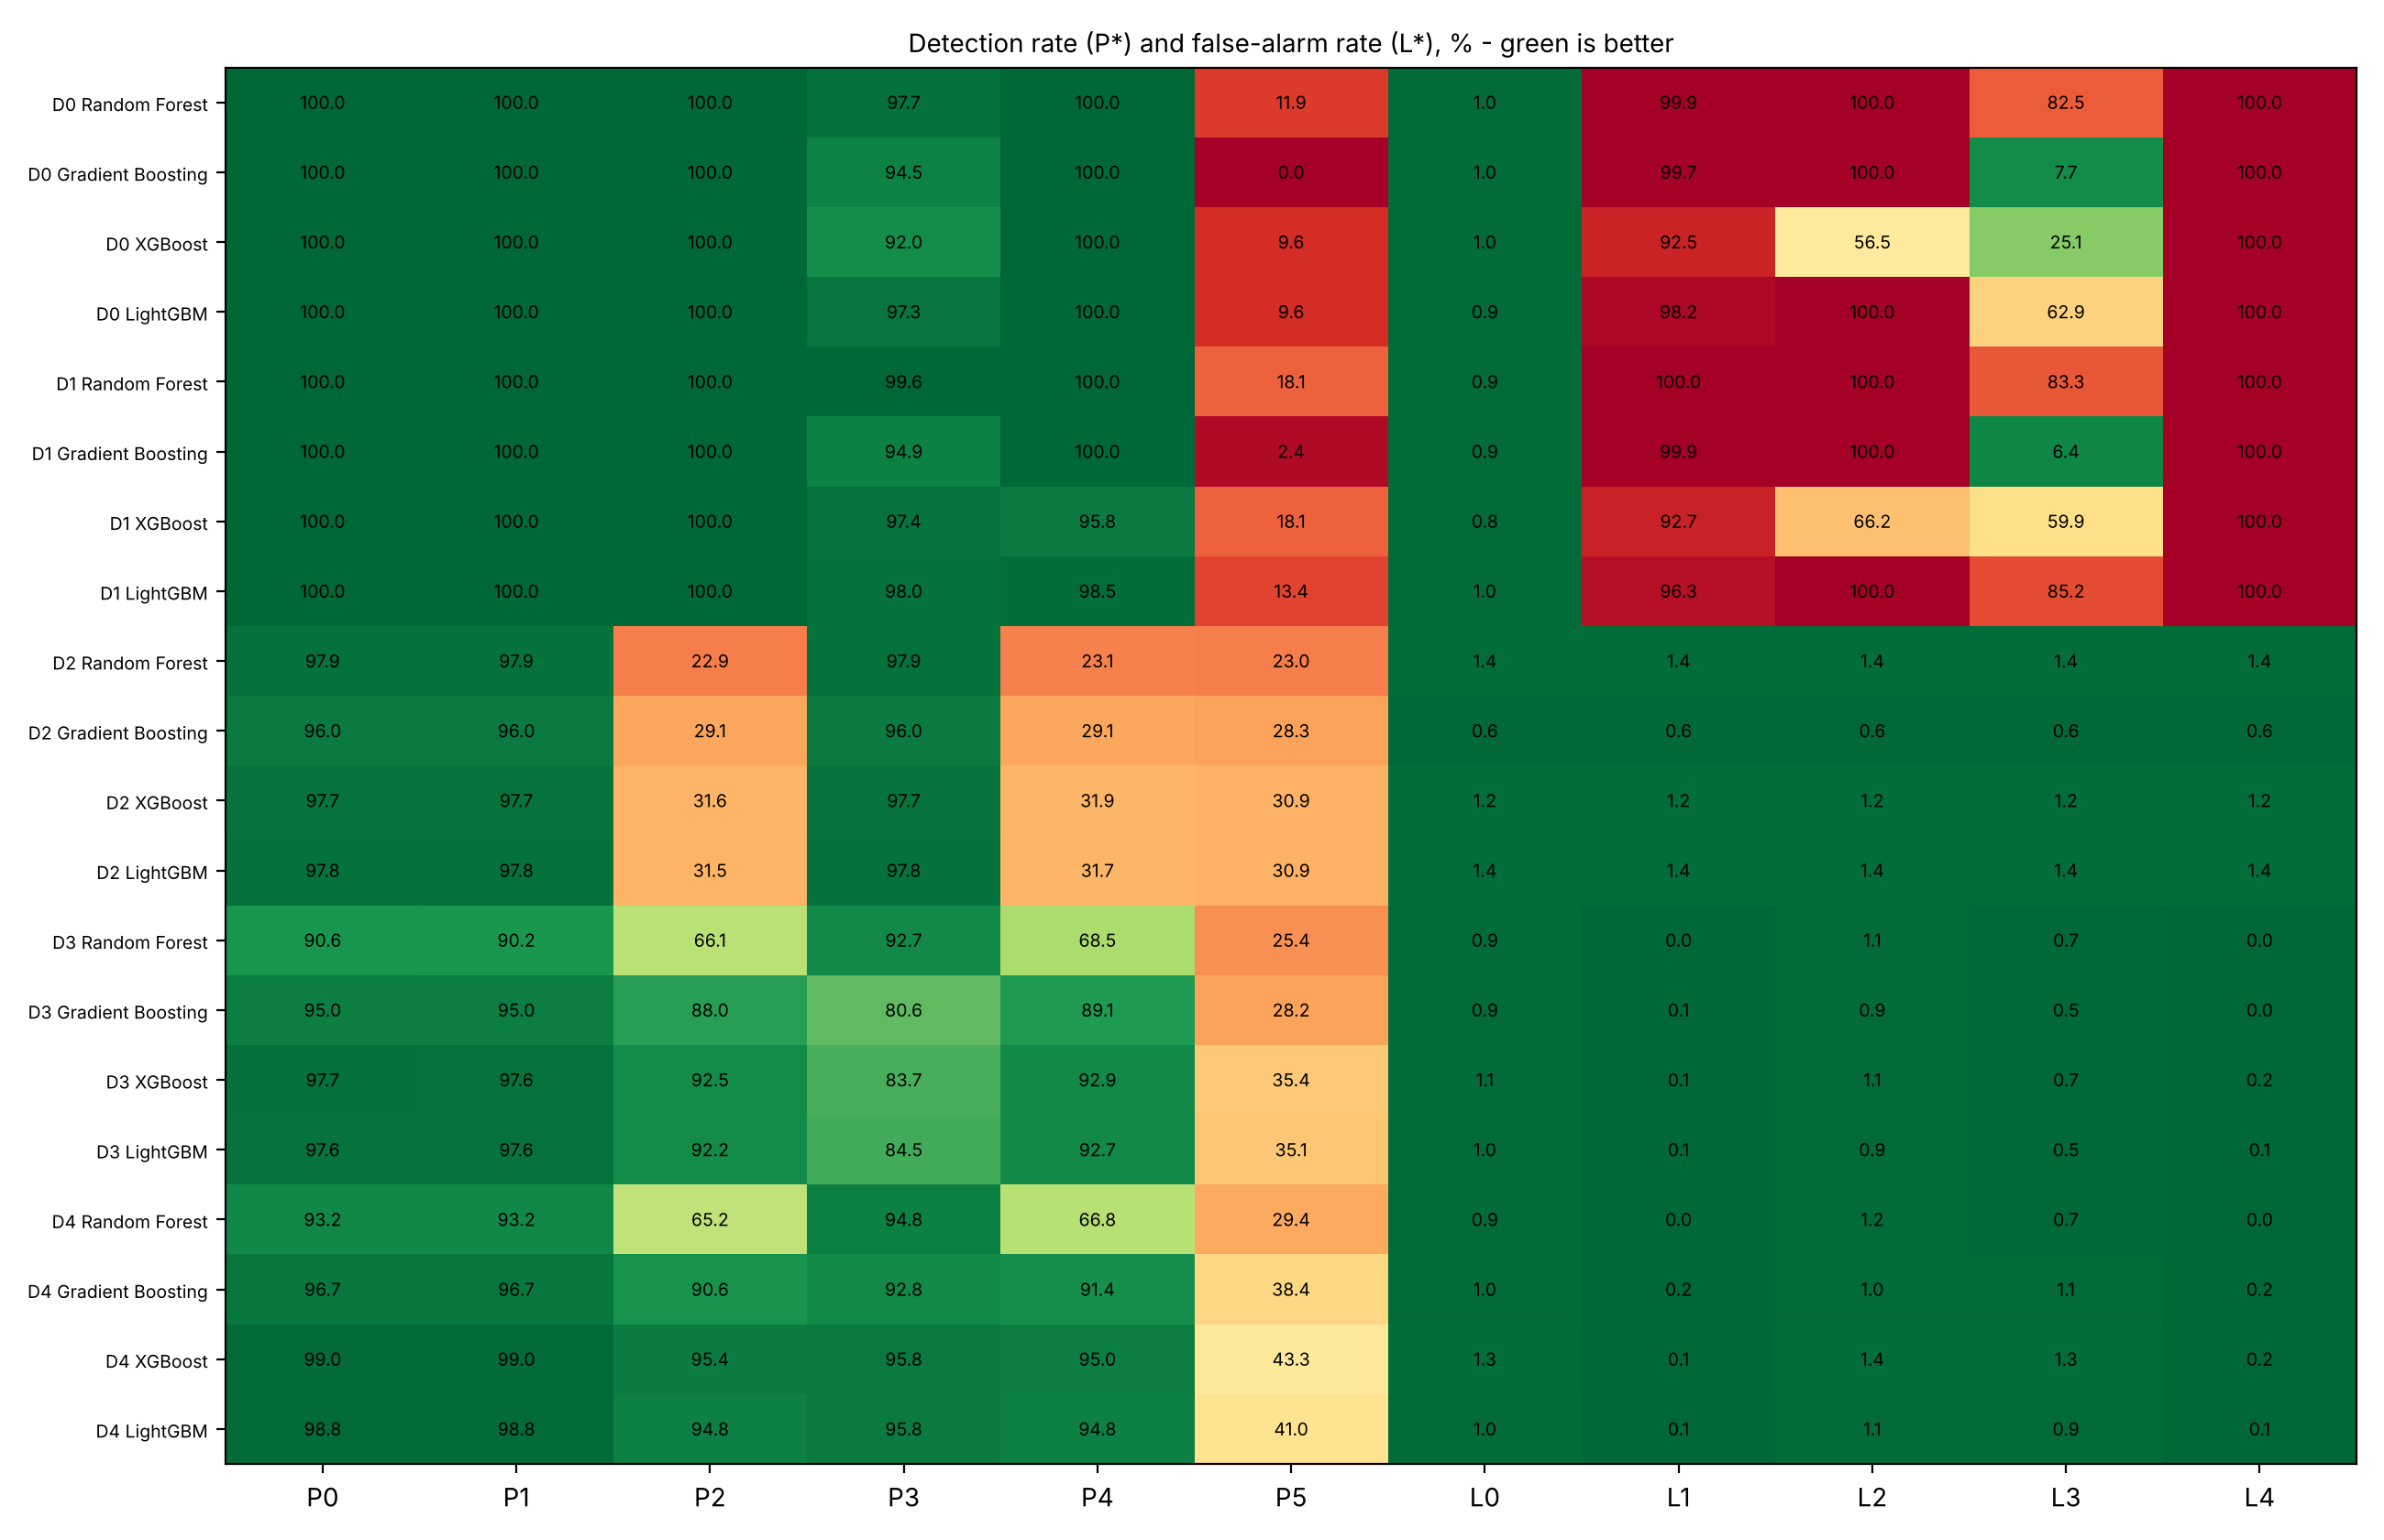 Detection rate (P*) and false-alarm rate (L*), % - green is better
D0 Random Forest 100.0 100.0 100.0 97.7 100.0 11.9 1.0 99.9 100.0 82.5 100.0
D0 Gradient Boosting 100.0 100.0 100.0 94.5 100.0 0.0 1.0 99.7 100.0 7.7 100.0
D0 XGBoost 100.0 100.0 100.0 92.0 100.0 9.6 1.0 92.5 56.5 25.1 100.0
D0 LightGBM 100.0 100.0 100.0 97.3 100.0 9.6 0.9 98.2 100.0 62.9 100.0
D1 Random Forest 100.0 100.0 100.0 99.6 100.0 18.1 0.9 100.0 100.0 83.3 100.0
D1 Gradient Boosting 100.0 100.0 100.0 94.9 100.0 2.4 0.9 99.9 100.0 6.4 100.0
D1 XGBoost 100.0 100.0 100.0 97.4 95.8 18.1 0.8 92.7 66.2 59.9 100.0
D1 LightGBM 100.0 100.0 100.0 98.0 98.5 13.4 1.0 96.3 100.0 85.2 100.0
D2 Random Forest 97.9 97.9 22.9 97.9 23.1 23.0 1.4 1.4 1.4 1.4 1.4
D2 Gradient Boosting 96.0 96.0 29.1 96.0 29.1 28.3 0.6 0.6 0.6 0.6 0.6
D2 XGBoost 97.7 97.7 31.6 97.7 31.9 30.9 1.2 1.2 1.2 1.2 1.2
D2 LightGBM 97.8 97.8 31.5 97.8 31.7 30.9 1.4 1.4 1.4 1.4 1.4
D3 Random Forest 90.6 90.2 66.1 92.7 68.5 25.4 0.9 0.0 1.1 0.7 0.0
D3 Gradient Boosting 95.0 95.0 88.0 80.6 89.1 28.2 0.9 0.1 0.9 0.5 0.0
D3 XGBoost 97.7 97.6 92.5 83.7 92.9 35.4 1.1 0.1 1.1 0.7 0.2
D3 LightGBM 97.6 97.6 92.2 84.5 92.7 35.1 1.0 0.1 0.9 0.5 0.1
D4 Random Forest 93.2 93.2 65.2 94.8 66.8 29.4 0.9 0.0 1.2 0.7 0.0
D4 Gradient Boosting 96.7 96.7 90.6 92.8 91.4 38.4 1.0 0.2 1.0 1.1 0.2
D4 XGBoost 99.0 99.0 95.4 95.8 95.0 43.3 1.3 0.1 1.4 1.3 0.2
D4 LightGBM 98.8 98.8 94.8 95.8 94.8 41.0 1.0 0.1 1.1 0.9 0.1
P0 P1 P2 P3 P4 P5 L0 L1 L2 L3 L4